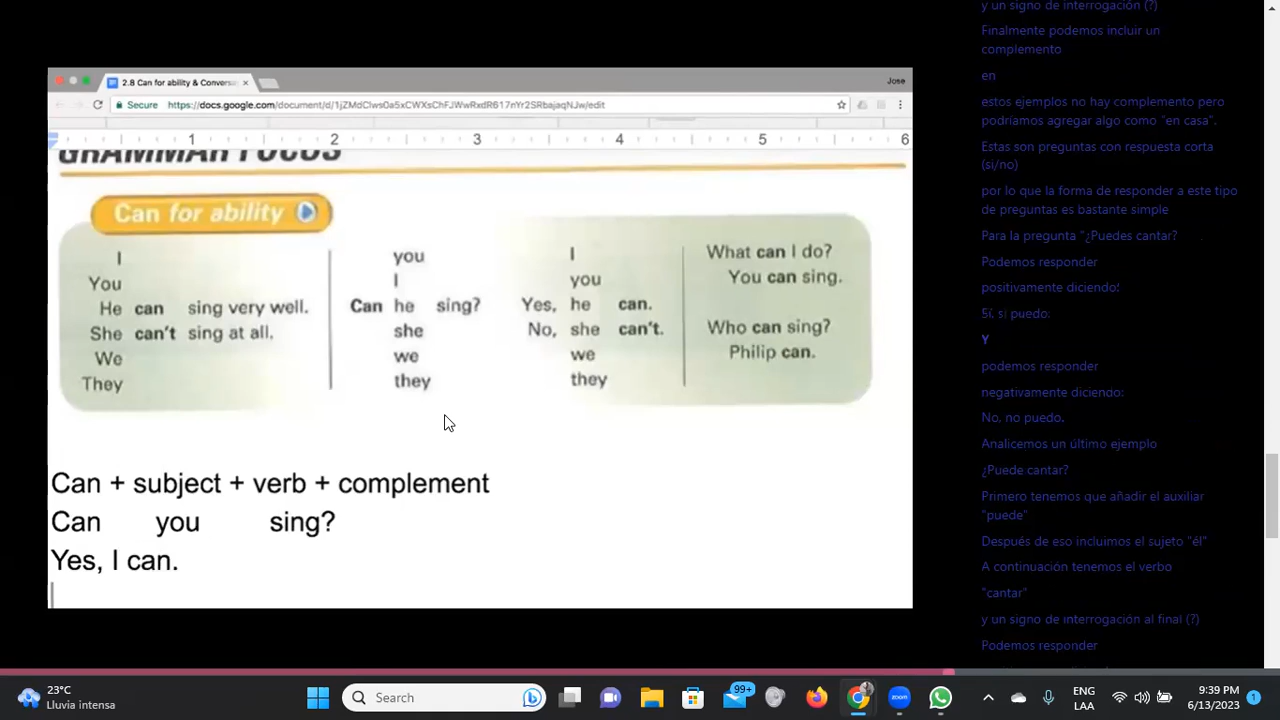 2.8 Can for ability & Conversa
Jose
Secure https://docs.google.com/document/d/1jZMdClws0a5xCWXsChFJWwRxdR617nYr2SRbajaqNJw/edit
1 2 3 4 5 6
GRAMMAR FOCUS
Can for ability
I
You
He can sing very well.
She can't sing at all.
We
They
you
I
Can he sing?
she
we
they
I
you
Yes, he can.
No, she can't.
we
they
What can I do?
You can sing.
Who can sing?
Philip can.
Can + subject + verb + complement
Can you sing?
Yes, I can.
y un signo de interrogación (?)
Finalmente podemos incluir un
complemento
en
estos ejemplos no hay complemento pero
podríamos agregar algo como "en casa".
Estas son preguntas con respuesta corta
(si/no)
por lo que la forma de responder a este tipo
de preguntas es bastante simple
Para la pregunta "¿Puedes cantar? .
Podemos responder
positivamente diciendo!
Sí, si puedo.
Y
podemos responder
negativamente diciendo:
No, no puedo.
Analicemos un último ejemplo
¿Puede cantar?
Primero tenemos que añadir el auxiliar
"puede"
Después de eso incluimos el sujeto "él"
A continuación tenemos el verbo
"cantar"
y un signo de interrogación al final (?)
Podemos responder
23°C
Lluvia intensa
Search
99+
zoom
ENG
LAA
9:39 PM
6/13/2023
1